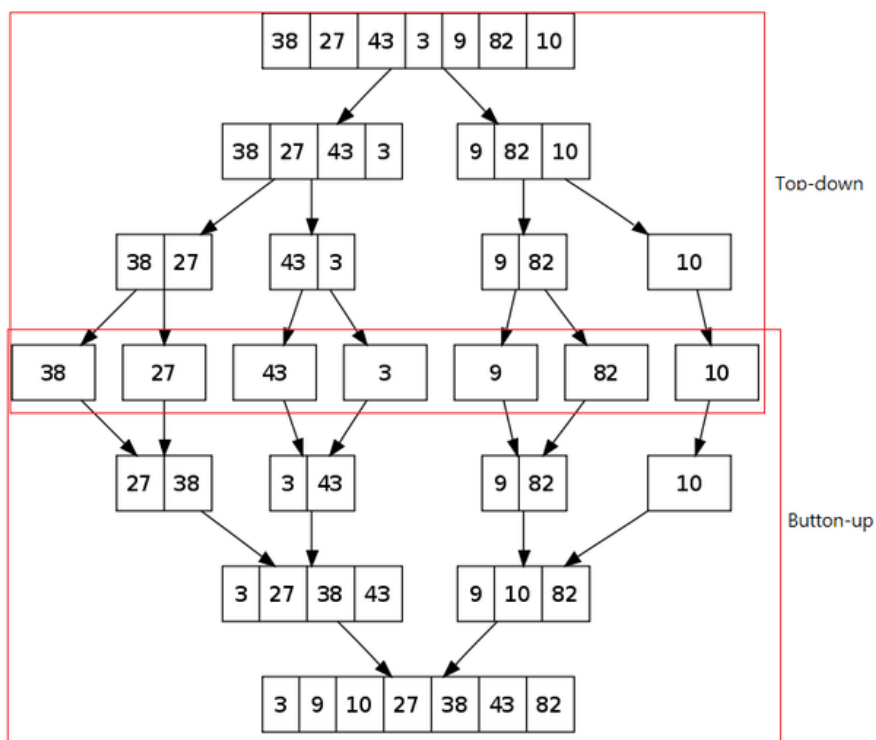 38 27 43 3 9 82 10
38 27 43 3 9 82 10
Top-down
38 27 43 3 9 82 10
38 27 43 3 9 82 10
27 38 3 43 9 82 10
Button-up
3 27 38 43 9 10 82
3 9 10 27 38 43 82